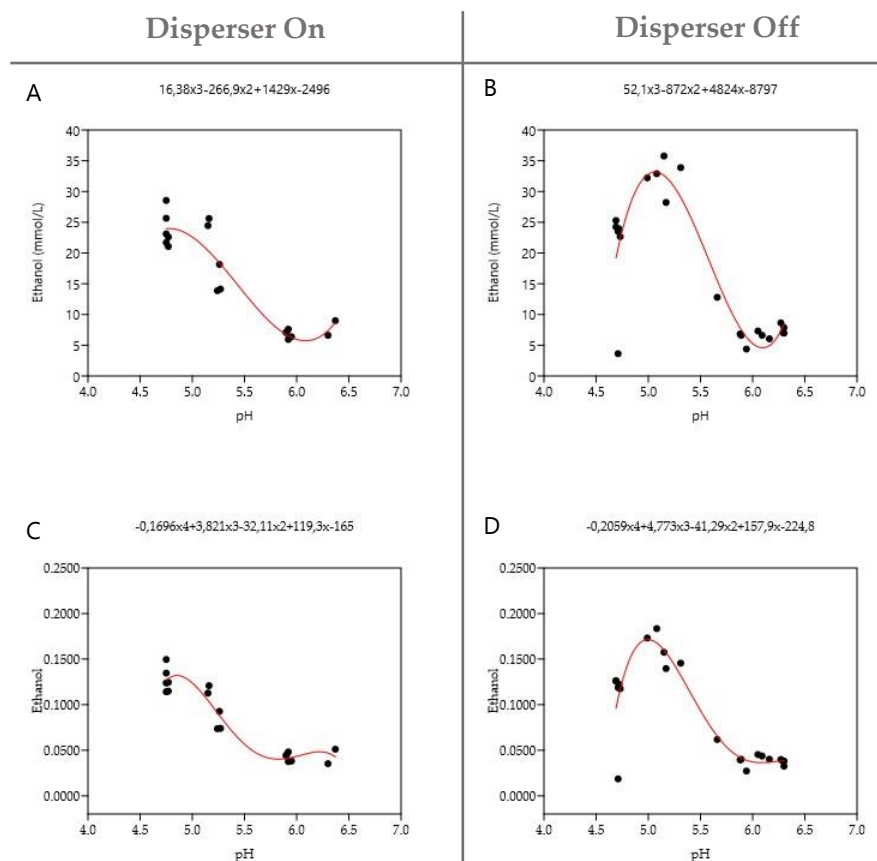 Disperser On
Disperser Off
A
16,38x3-266,9x2+1429x-2496
40
35
30
25
20
15
10
5
0
Ethanol (mmol/L)
4.0 4.5 5.0 5.5 6.0 6.5 7.0
pH
B
52,1x3-872x2+4824x-8797
40
35
30
25
20
15
10
5
0
Ethanol (mmol/L)
4.0 4.5 5.0 5.5 6.0 6.5 7.0
pH
C
-0,1696x4+3,821x3-32,11x2+119,3x-165
0.2500
0.2000
0.1500
0.1000
0.0500
0.0000
Ethanol
4.0 4.5 5.0 5.5 6.0 6.5 7.0
pH
D
-0,2059x4+4,773x3-41,29x2+157,9x-224,8
0.2500
0.2000
0.1500
0.1000
0.0500
0.0000
Ethanol
4.0 4.5 5.0 5.5 6.0 6.5 7.0
pH